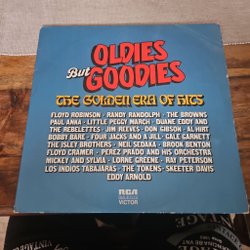 OLDIES
But
GOODIES
THE GOLDEN ERA OF HITS
FLOYD ROBINSON • RANDY RANDOLPH • THE BROWNS
PAUL ANKA • LITTLE PEGGY MARCH • DUANE EDDY AND
THE REBELETTES • JIM REEVES • DON GIBSON • AL HIRT
BOBBY BARE • FOUR JACKS AND A JILL • GALE GARNETT
THE ISLEY BROTHERS • NEIL SEDAKA • BROOK BENTON
FLOYD CRAMER • PEREZ PRADO AND HIS ORCHESTRA
MICKEY AND SYLVIA • LORNE GREENE • RAY PETERSON
LOS INDIOS TABAJARAS • THE TOKENS • SKEETER DAVIS
EDDY ARNOLD
RCA
VICTOR